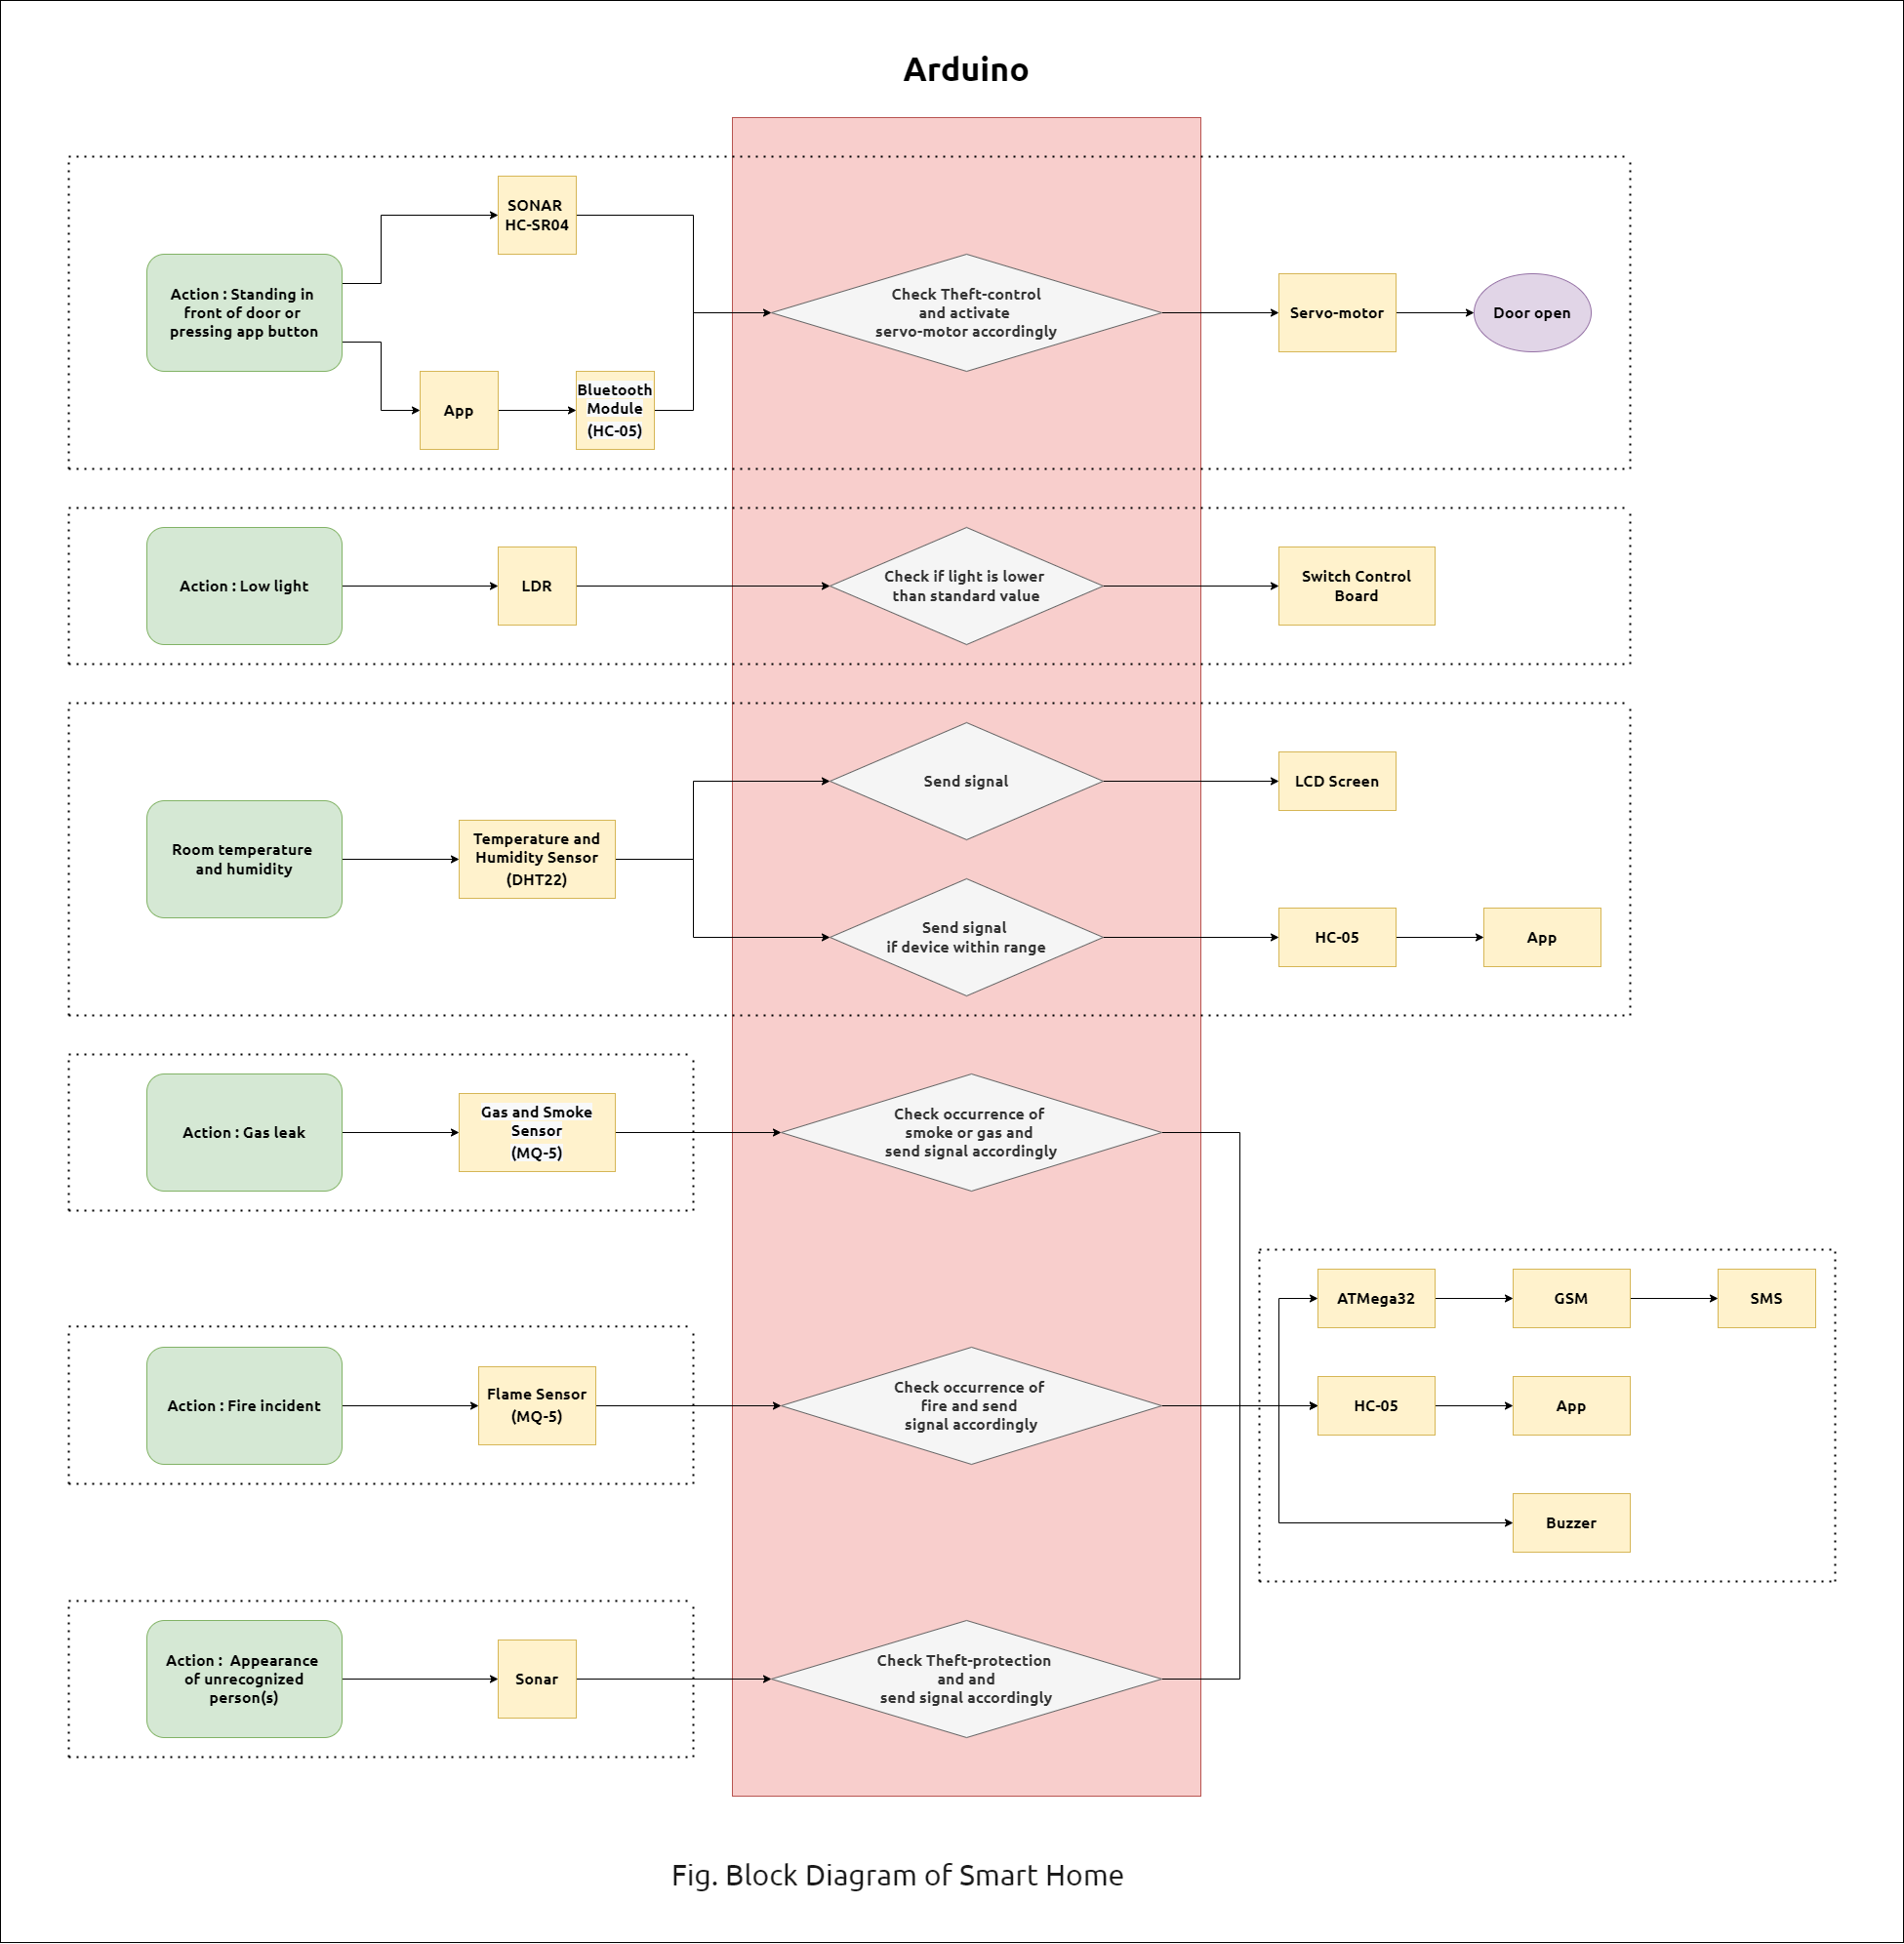 Arduino
SONAR
HC-SR04
Action : Standing in
front of door or
pressing app button
Check Theft-control
and activate
servo-motor accordingly
Servo-motor
Door open
App
Bluetooth
Module
(HC-05)
Action : Low light
LDR
Check if light is lower
than standard value
Switch Control
Board
Send signal
LCD Screen
Room temperature
and humidity
Temperature and
Humidity Sensor
(DHT22)
Send signal
if device within range
HC-05
App
Action : Gas leak
Gas and Smoke
Sensor
(MQ-5)
Check occurrence of
smoke or gas and
send signal accordingly
ATMega32
GSM
SMS
Action : Fire incident
Flame Sensor
(MQ-5)
Check occurrence of
fire and send
signal accordingly
HC-05
App
Buzzer
Action :  Appearance
of unrecognized
person(s)
Sonar
Check Theft-protection
and and
send signal accordingly
Fig. Block Diagram of Smart Home